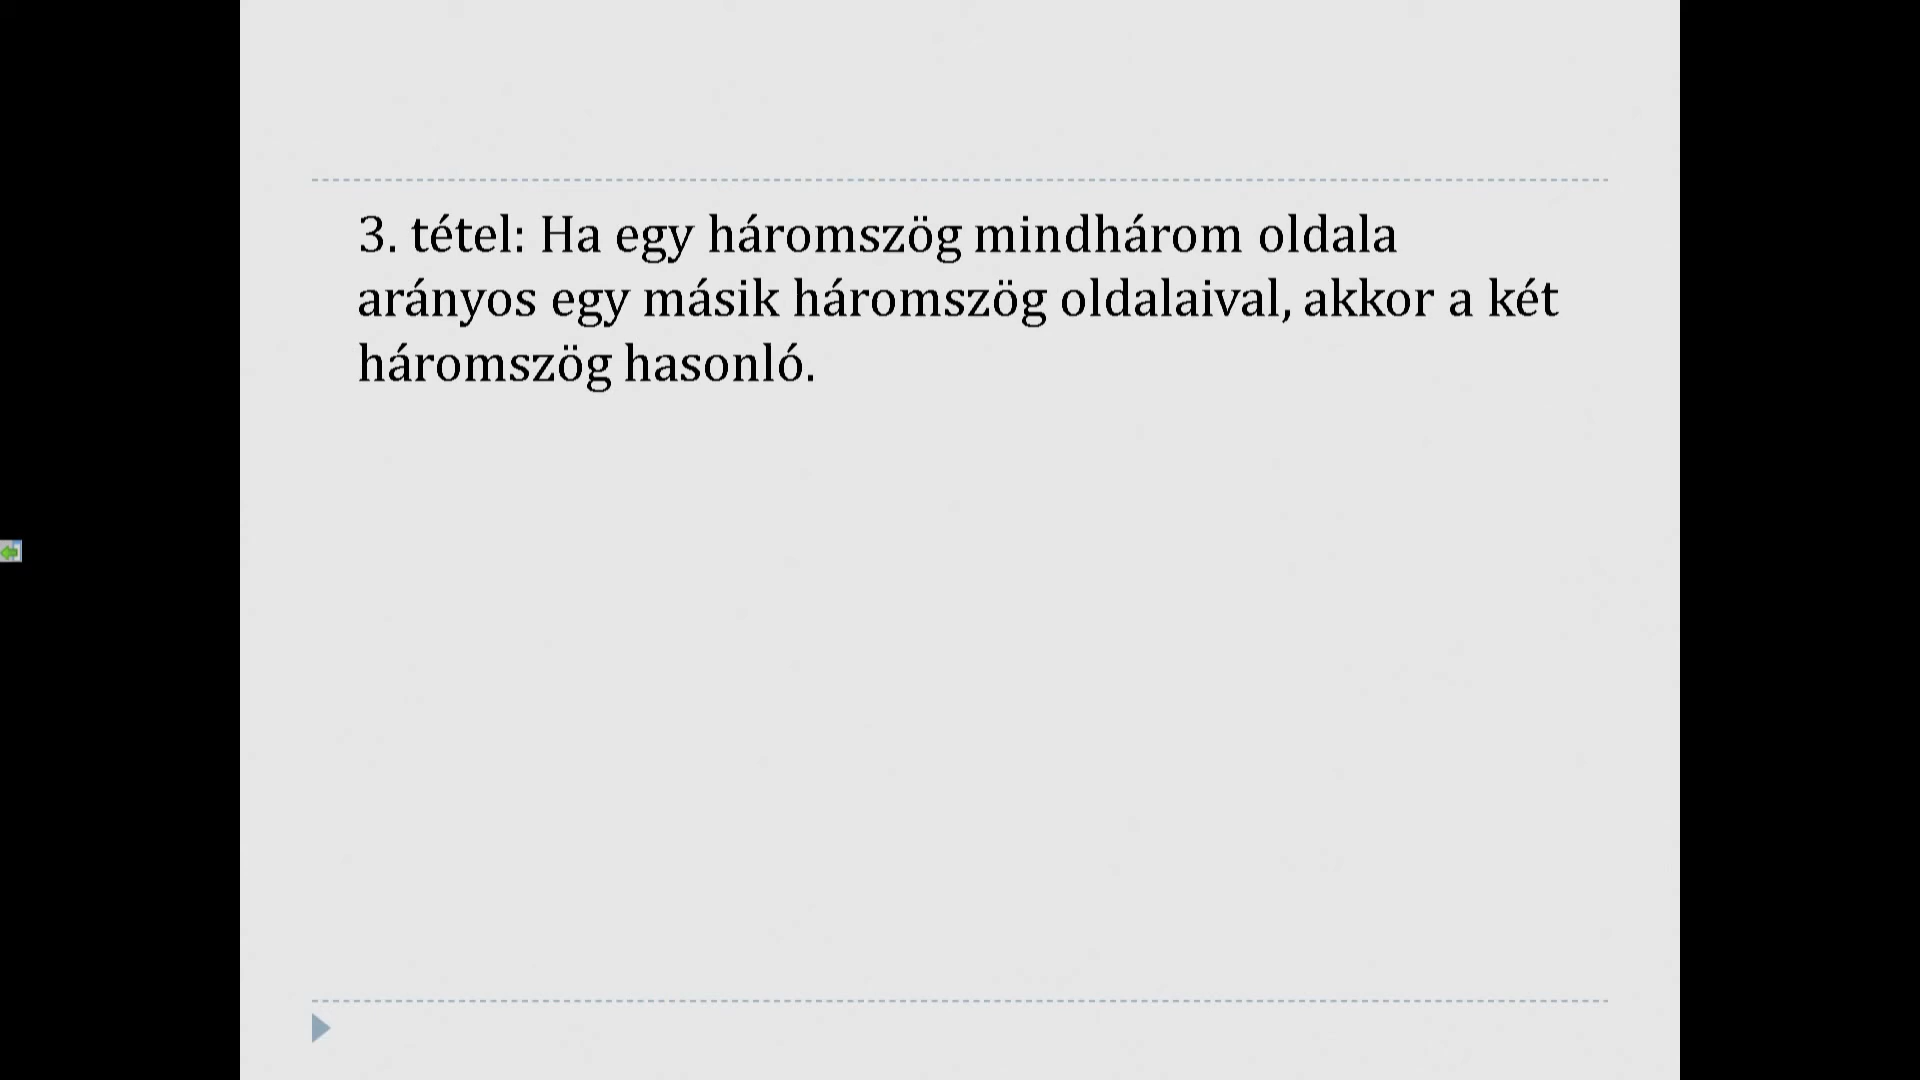 3. tétel: Ha egy háromszög mindhárom oldala
arányos egy másik háromszög oldalaival, akkor a két
háromszög hasonló.